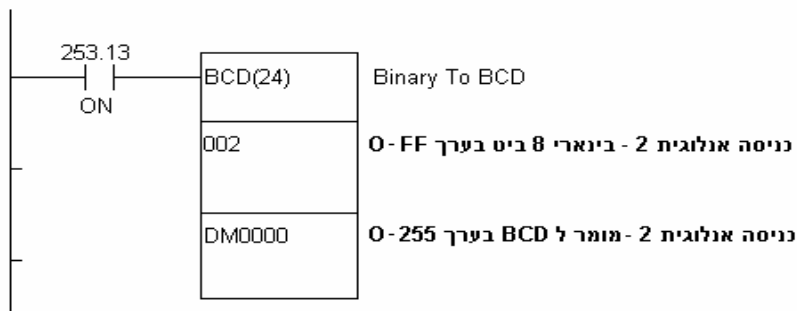 253.13
ON
BCD(24)
Binary To BCD
002
כניסה אנלוגית 2 - בינארי 8 ביט בערך 0-FF
DM0000
כניסה אנלוגית 2 -מומר ל BCD בערך 0-255